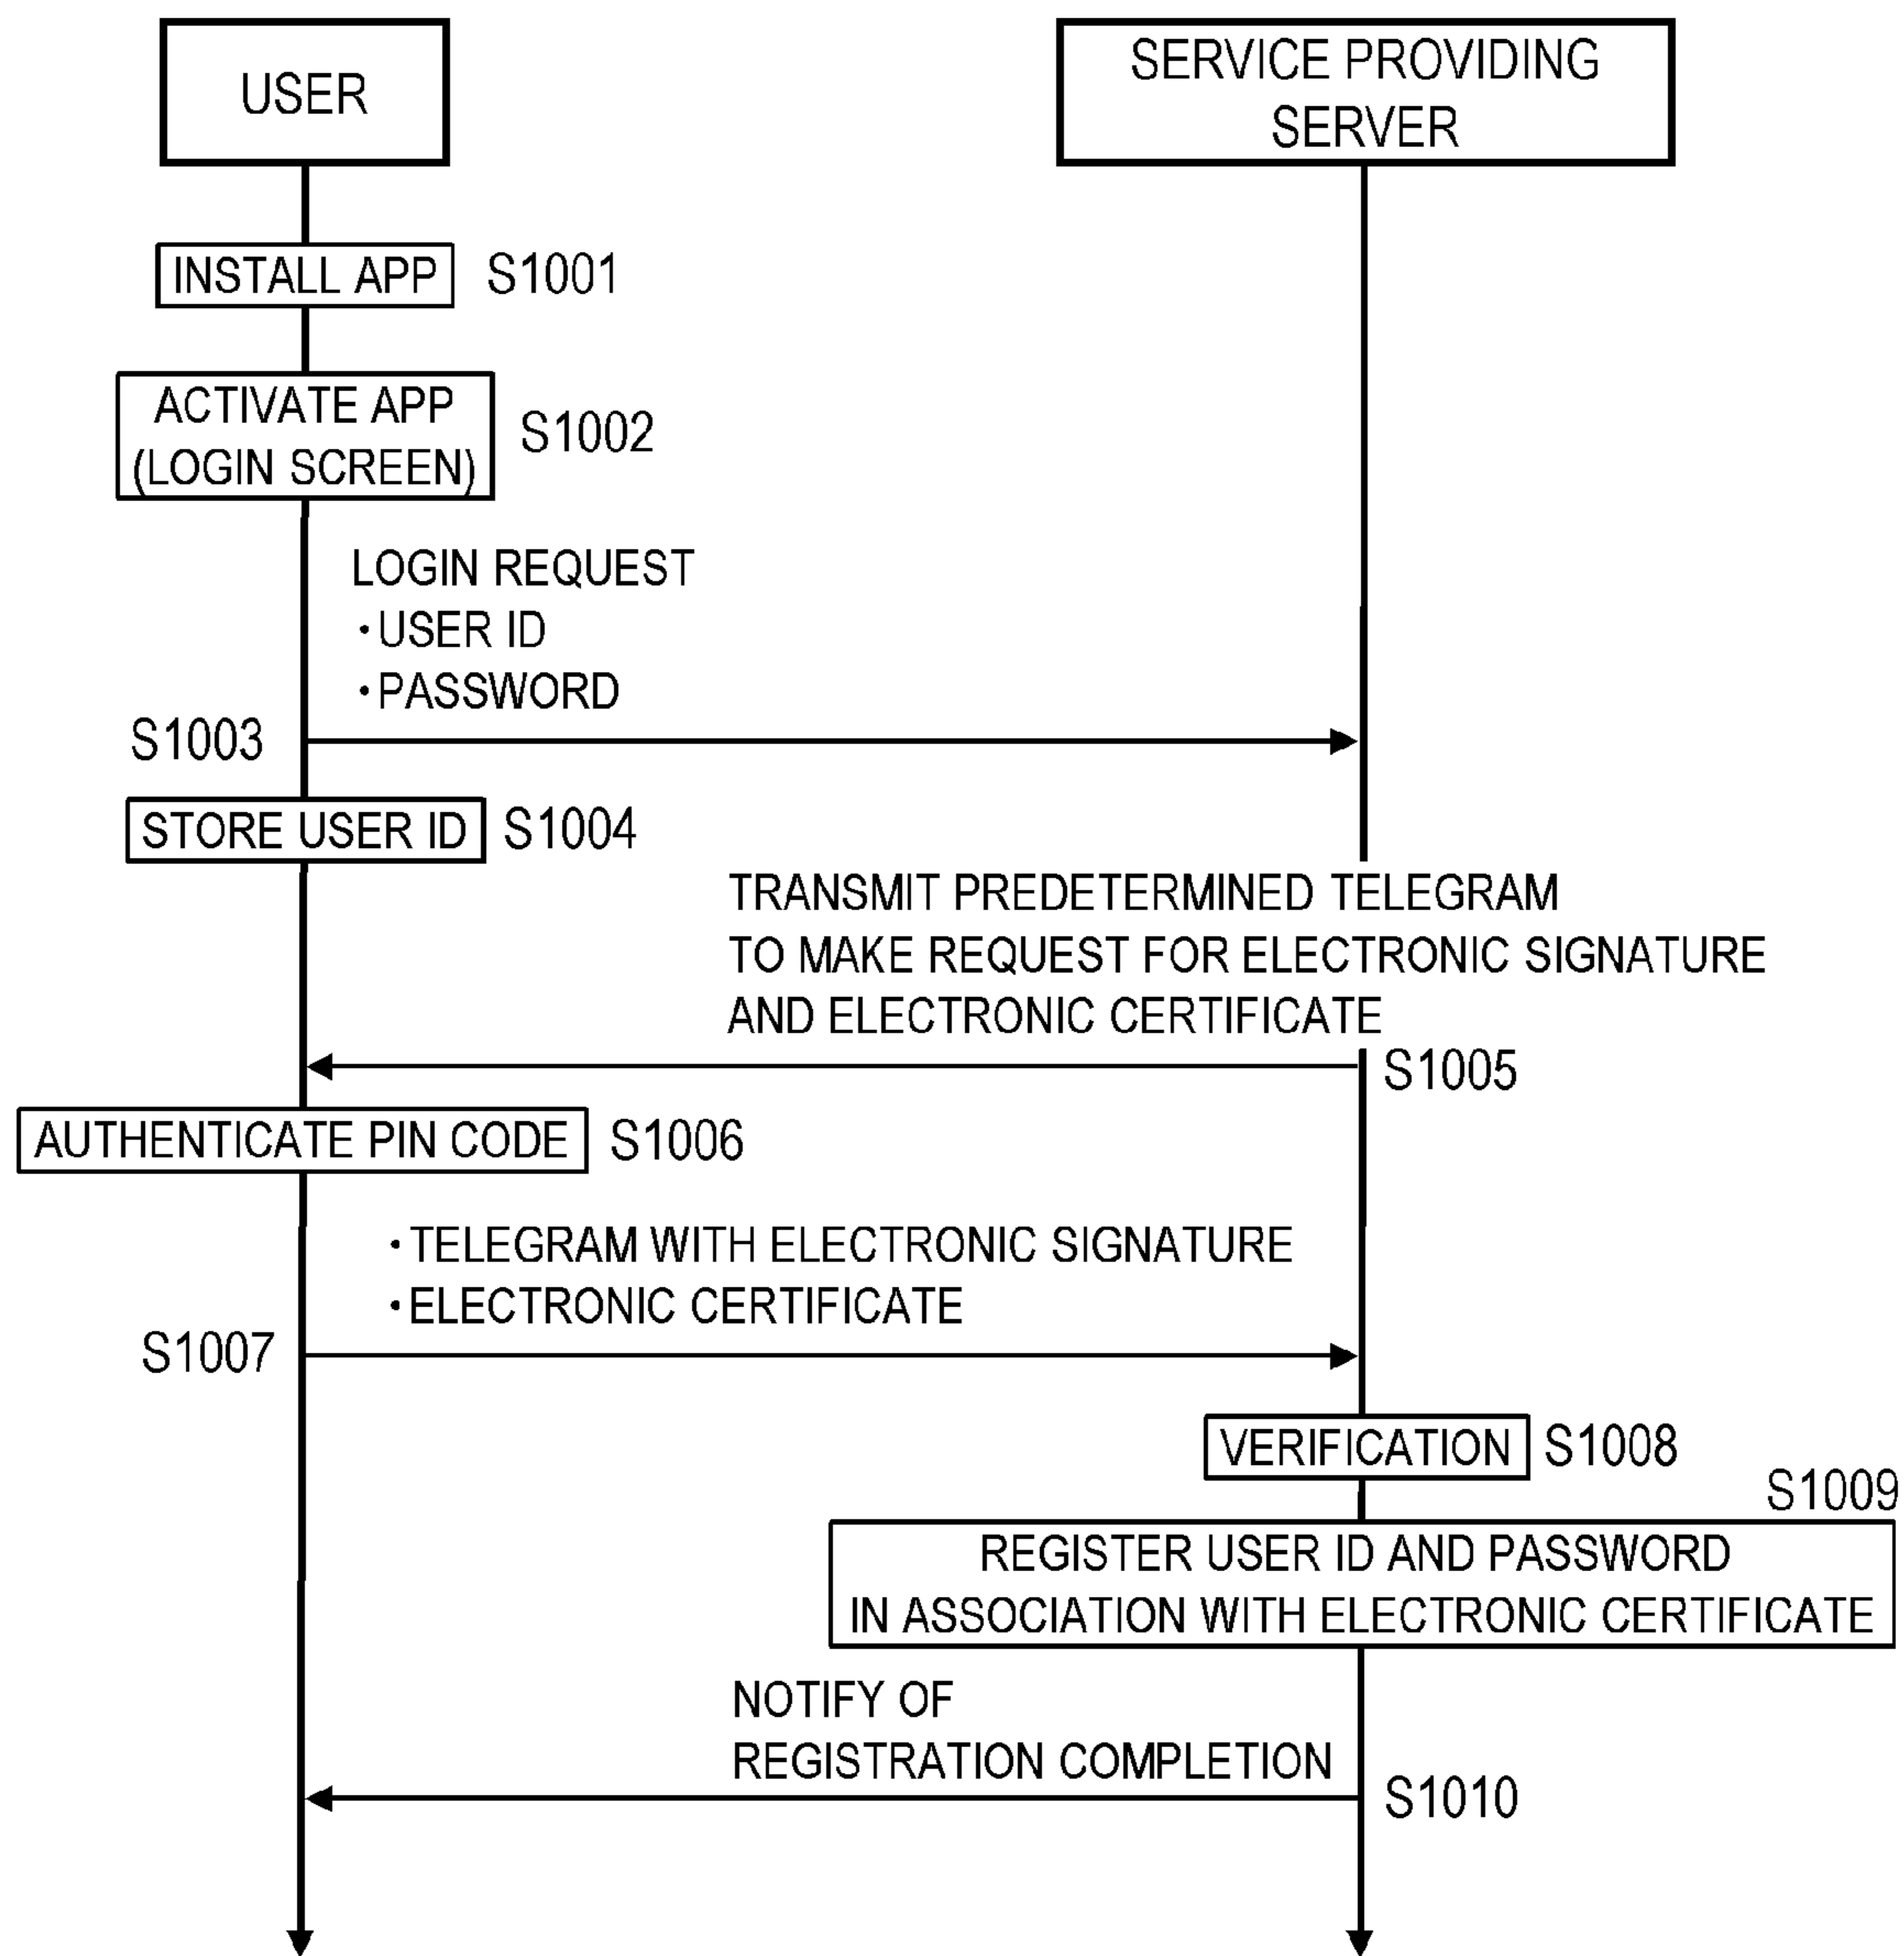 USER
SERVICE PROVIDING
SERVER
INSTALL APP
S1001
ACTIVATE APP
(LOGIN SCREEN)
S1002
LOGIN REQUEST
・USER ID
・PASSWORD
S1003
STORE USER ID
S1004
TRANSMIT PREDETERMINED TELEGRAM
TO MAKE REQUEST FOR ELECTRONIC SIGNATURE
AND ELECTRONIC CERTIFICATE
S1005
AUTHENTICATE PIN CODE
S1006
・TELEGRAM WITH ELECTRONIC SIGNATURE
・ELECTRONIC CERTIFICATE
S1007
VERIFICATION
S1008
S1009
REGISTER USER ID AND PASSWORD
IN ASSOCIATION WITH ELECTRONIC CERTIFICATE
NOTIFY OF
REGISTRATION COMPLETION
S1010